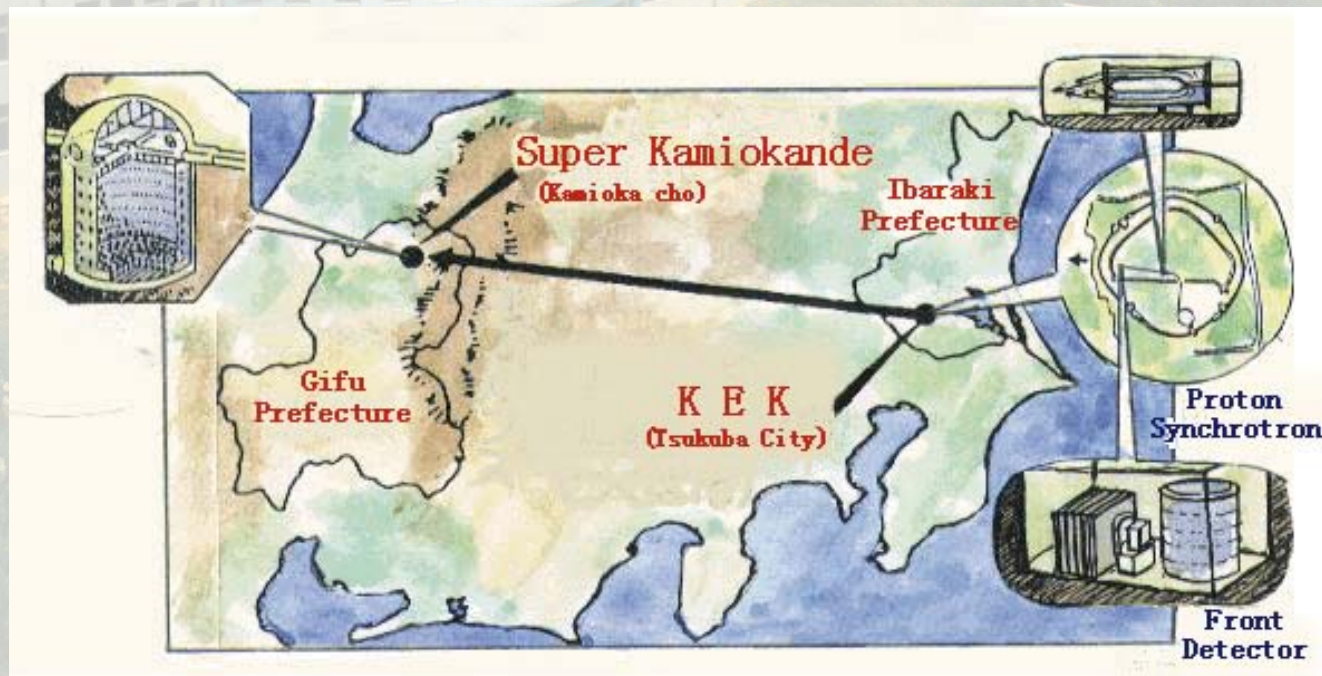 Super Kamiokande
(Kamioka cho)
Ibaraki
Prefecture
Gifu
Prefecture
K E K
(Tsukuba City)
Proton
Synchrotron
Front
Detector